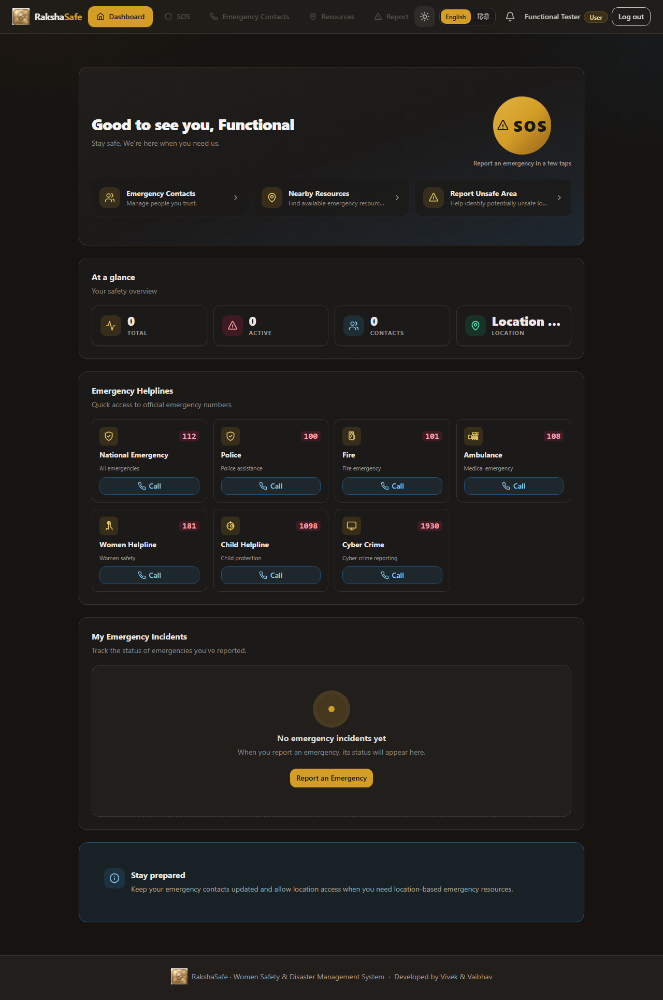 RakshaSafe Dashboard SOS Emergency Contacts Resources Report English हिंदी Functional Tester User Log out
Good to see you, Functional
Stay safe. We're here when you need us.
SOS
Report an emergency in a few taps
Emergency Contacts
Manage people you trust.
Nearby Resources
Find available emergency resourc...
Report Unsafe Area
Help identify potentially unsafe lo...
At a glance
Your safety overview
0
TOTAL
0
ACTIVE
0
CONTACTS
Location ...
LOCATION
Emergency Helplines
Quick access to official emergency numbers
112
National Emergency
All emergencies
Call
100
Police
Police assistance
Call
101
Fire
Fire emergency
Call
108
Ambulance
Medical emergency
Call
181
Women Helpline
Women safety
Call
1098
Child Helpline
Child protection
Call
1930
Cyber Crime
Cyber crime reporting
Call
My Emergency Incidents
Track the status of emergencies you've reported.
No emergency incidents yet
When you report an emergency, its status will appear here.
Report an Emergency
Stay prepared
Keep your emergency contacts updated and allow location access when you need location-based emergency resources.
RakshaSafe · Women Safety & Disaster Management System · Developed by Vivek & Vaibhav